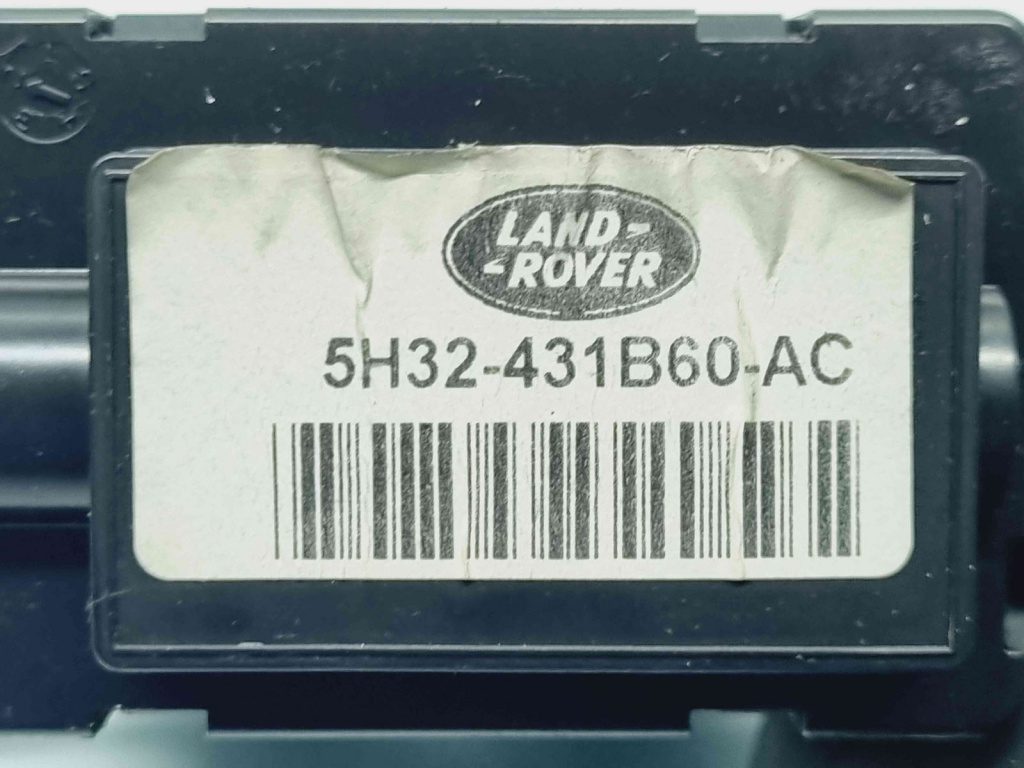 LAND-
-ROVER
5H32-431B60-AC